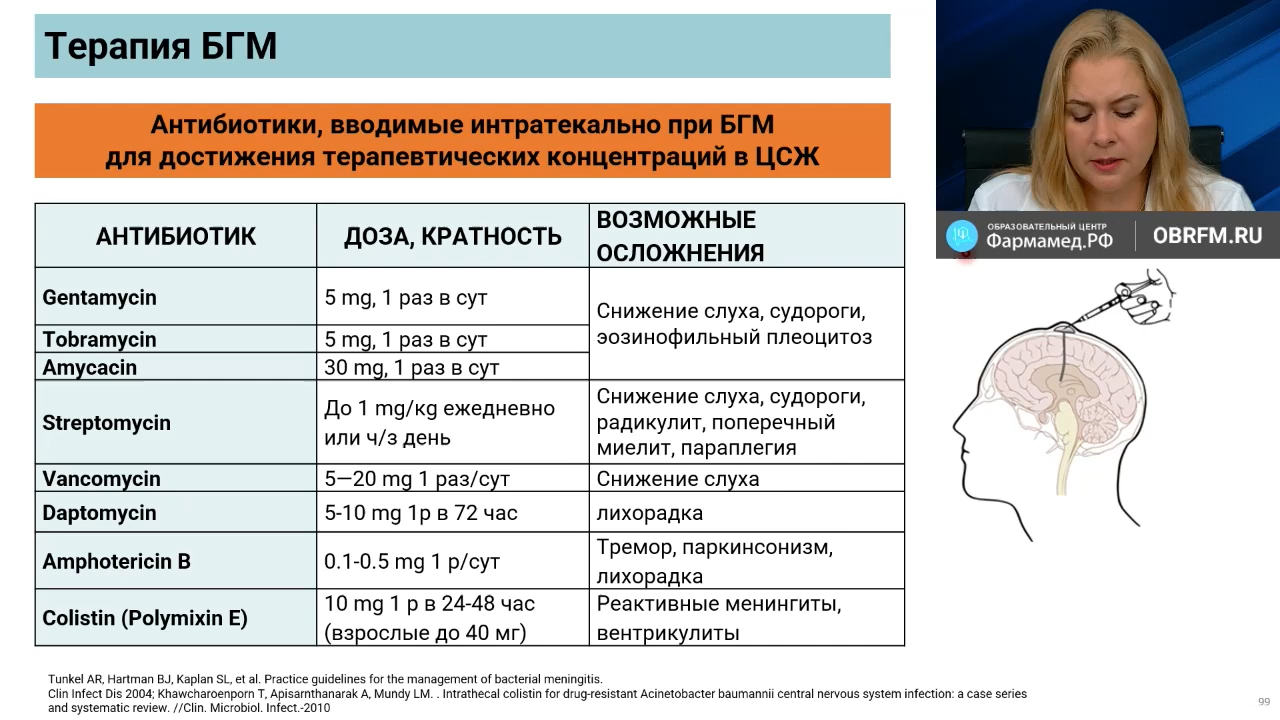 Терапия БГМ
Антибиотики, вводимые интратекально при БГМ
для достижения терапевтических концентраций в ЦСЖ
АНТИБИОТИК
ДОЗА, КРАТНОСТЬ
ВОЗМОЖНЫЕ
ОСЛОЖНЕНИЯ
Gentamycin
5 mg, 1 раз в сут
Снижение слуха, судороги,
эозинофильный плеоцитоз
Tobramycin
5 mg, 1 раз в сут
Amycacin
30 mg, 1 раз в сут
Streptomycin
До 1 mg/кg ежедневно
или ч/з день
Снижение слуха, судороги,
радикулит, поперечный
миелит, параплегия
Vancomycin
5—20 mg 1 раз/сут
Снижение слуха
Daptomycin
5-10 mg 1р в 72 час
лихорадка
Amphotericin B
0.1-0.5 mg 1 р/сут
Тремор, паркинсонизм,
лихорадка
Colistin (Polymixin E)
10 mg 1 р в 24-48 час
(взрослые до 40 мг)
Реактивные менингиты,
вентрикулиты
Tunkel AR, Hartman BJ, Kaplan SL, et al. Practice guidelines for the management of bacterial meningitis.
Clin Infect Dis 2004; Khawcharoenporn T, Apisarnthanarak A, Mundy LM. . Intrathecal colistin for drug-resistant Acinetobacter baumannii central nervous system infection: a case series
and systematic review. //Clin. Microbiol. Infect.-2010
ОБРАЗОВАТЕЛЬНЫЙ ЦЕНТР
Фармамед.РФ
OBRFM.RU
99